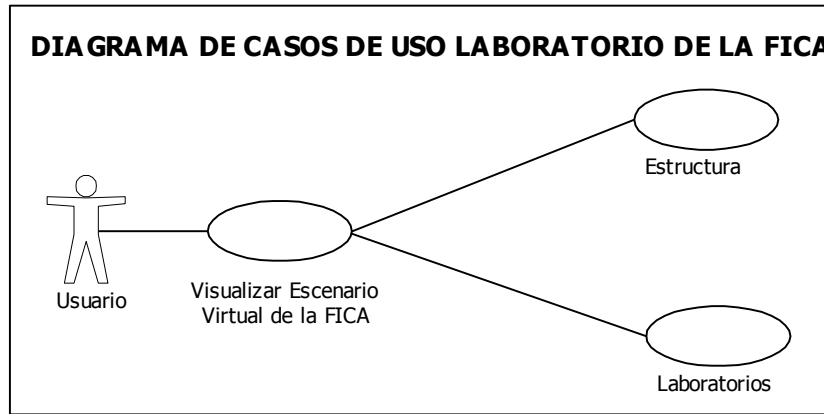 DIAGRAMA DE CASOS DE USO LABORATORIO DE LA FICA
Estructura
Usuario
Visualizar Escenario
Virtual de la FICA
Laboratorios